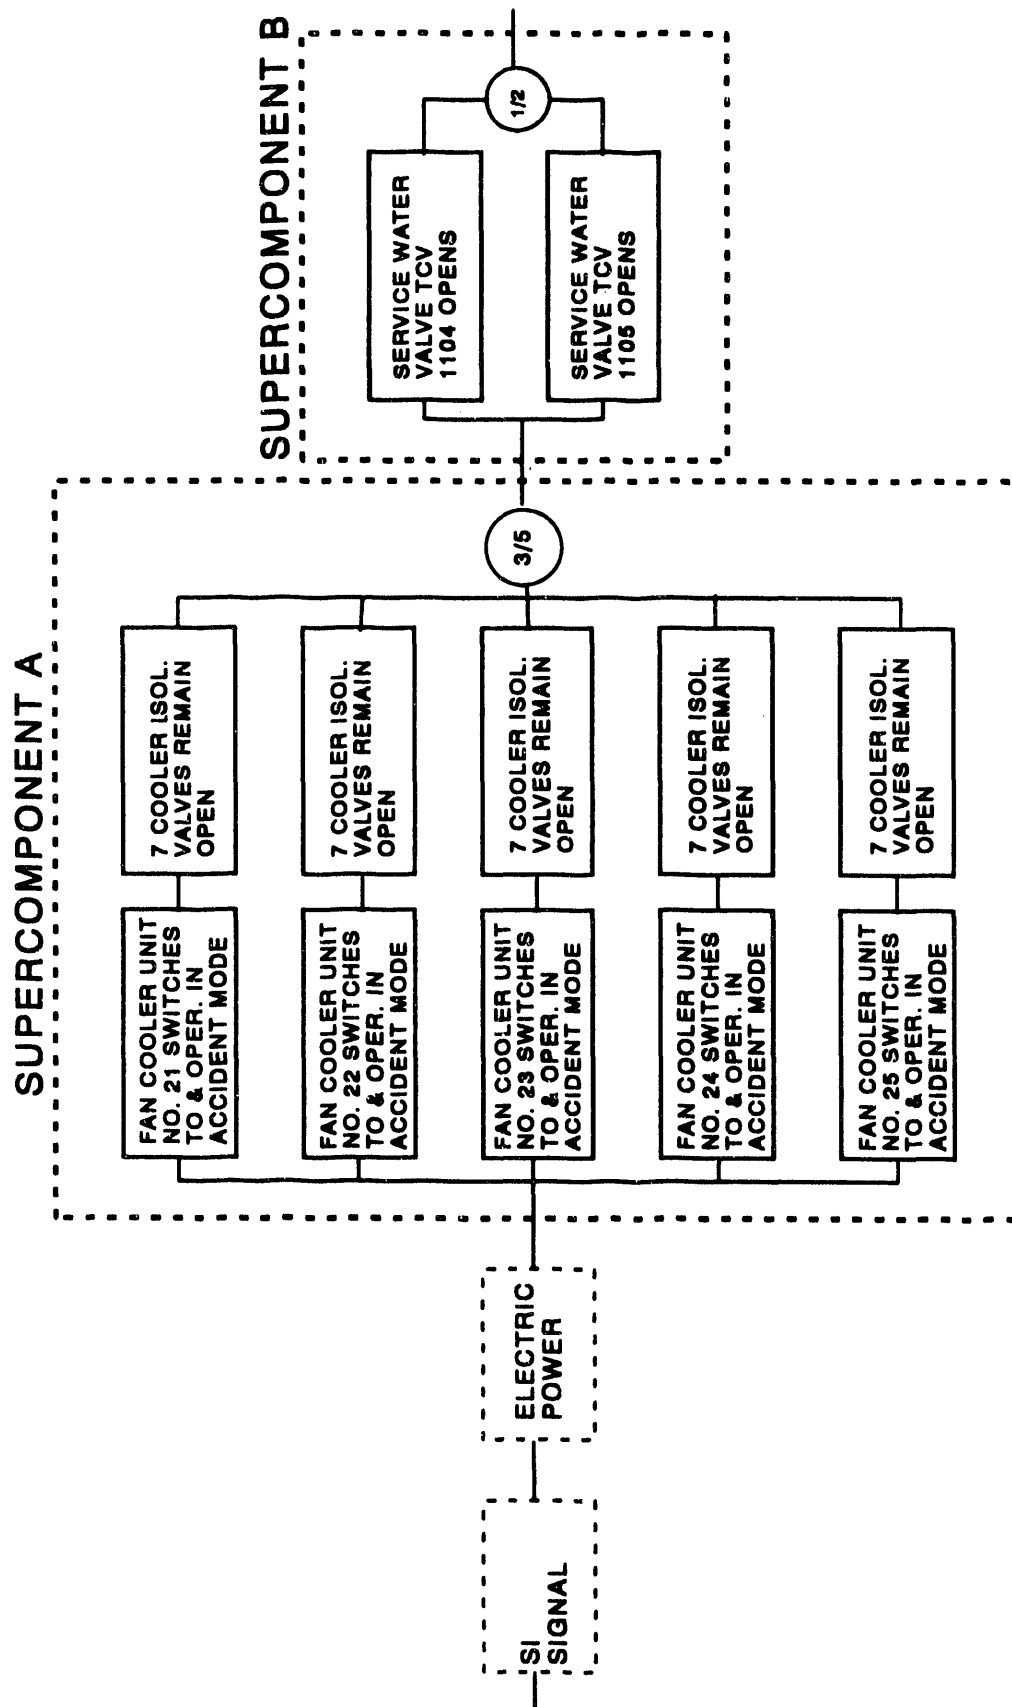 SI
SIGNAL
ELECTRIC
POWER
SUPERCOMPONENT A
FAN COOLER UNIT
NO. 21 SWITCHES
TO & OPER. IN
ACCIDENT MODE
7 COOLER ISOL.
VALVES REMAIN
OPEN
FAN COOLER UNIT
NO. 22 SWITCHES
TO & OPER. IN
ACCIDENT MODE
7 COOLER ISOL.
VALVES REMAIN
OPEN
FAN COOLER UNIT
NO. 23 SWITCHES
TO & OPER. IN
ACCIDENT MODE
7 COOLER ISOL.
VALVES REMAIN
OPEN
FAN COOLER UNIT
NO. 24 SWITCHES
TO & OPER. IN
ACCIDENT MODE
7 COOLER ISOL.
VALVES REMAIN
OPEN
FAN COOLER UNIT
NO. 25 SWITCHES
TO & OPER. IN
ACCIDENT MODE
7 COOLER ISOL.
VALVES REMAIN
OPEN
3/5
SUPERCOMPONENT B
SERVICE WATER
VALVE TCV
1104 OPENS
SERVICE WATER
VALVE TCV
1105 OPENS
1/2